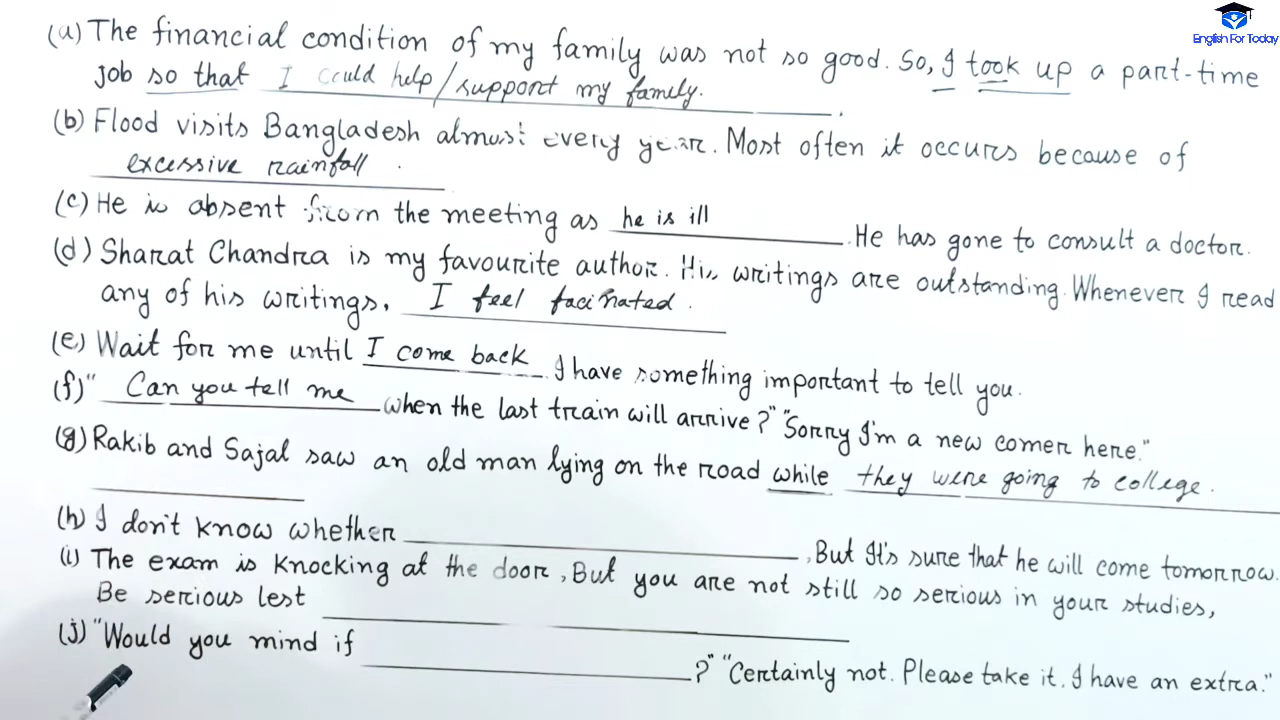 English For Today
(a) The financial condition of my family was not so good. So, I took up a part-time
job so that I could help/support my family.
(b) Flood visits Bangladesh almost every year. Most often it occurs because of
excessive rainfall.
(c) He is absent from the meeting as he is ill. He has gone to consult a doctor.
(d) Sharat Chandra is my favourite author. His writings are outstanding. Whenever I read
any of his writings, I feel facinated.
(e) Wait for me until I come back. I have something important to tell you.
(f) "Can you tell me when the last train will arrive?" "Sorry I'm a new comer here."
(g) Rakib and Sajal saw an old man lying on the road while they were going to college.
(h) I don't know whether ____. But It's sure that he will come tomorrow.
(i) The exam is knocking at the door, But you are not still so serious in your studies,
Be serious lest ____
(j) "Would you mind if ____?" "Certainly not. Please take it. I have an extra."